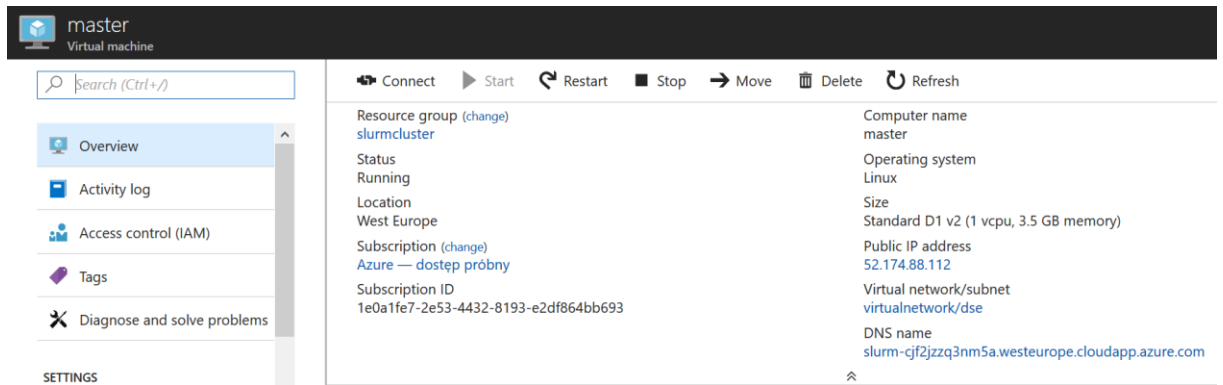 master
Virtual machine
Search (Ctrl+/)
Overview
Activity log
Access control (IAM)
Tags
Diagnose and solve problems
SETTINGS
Connect Start Restart Stop Move Delete Refresh
Resource group (change)
slurmcluster
Status
Running
Location
West Europe
Subscription (change)
Azure — dostęp próbny
Subscription ID
1e0a1fe7-2e53-4432-8193-e2df864bb693
Computer name
master
Operating system
Linux
Size
Standard D1 v2 (1 vcpu, 3.5 GB memory)
Public IP address
52.174.88.112
Virtual network/subnet
virtualnetwork/dse
DNS name
slurm-cjf2jzzq3nm5a.westeurope.cloudapp.azure.com